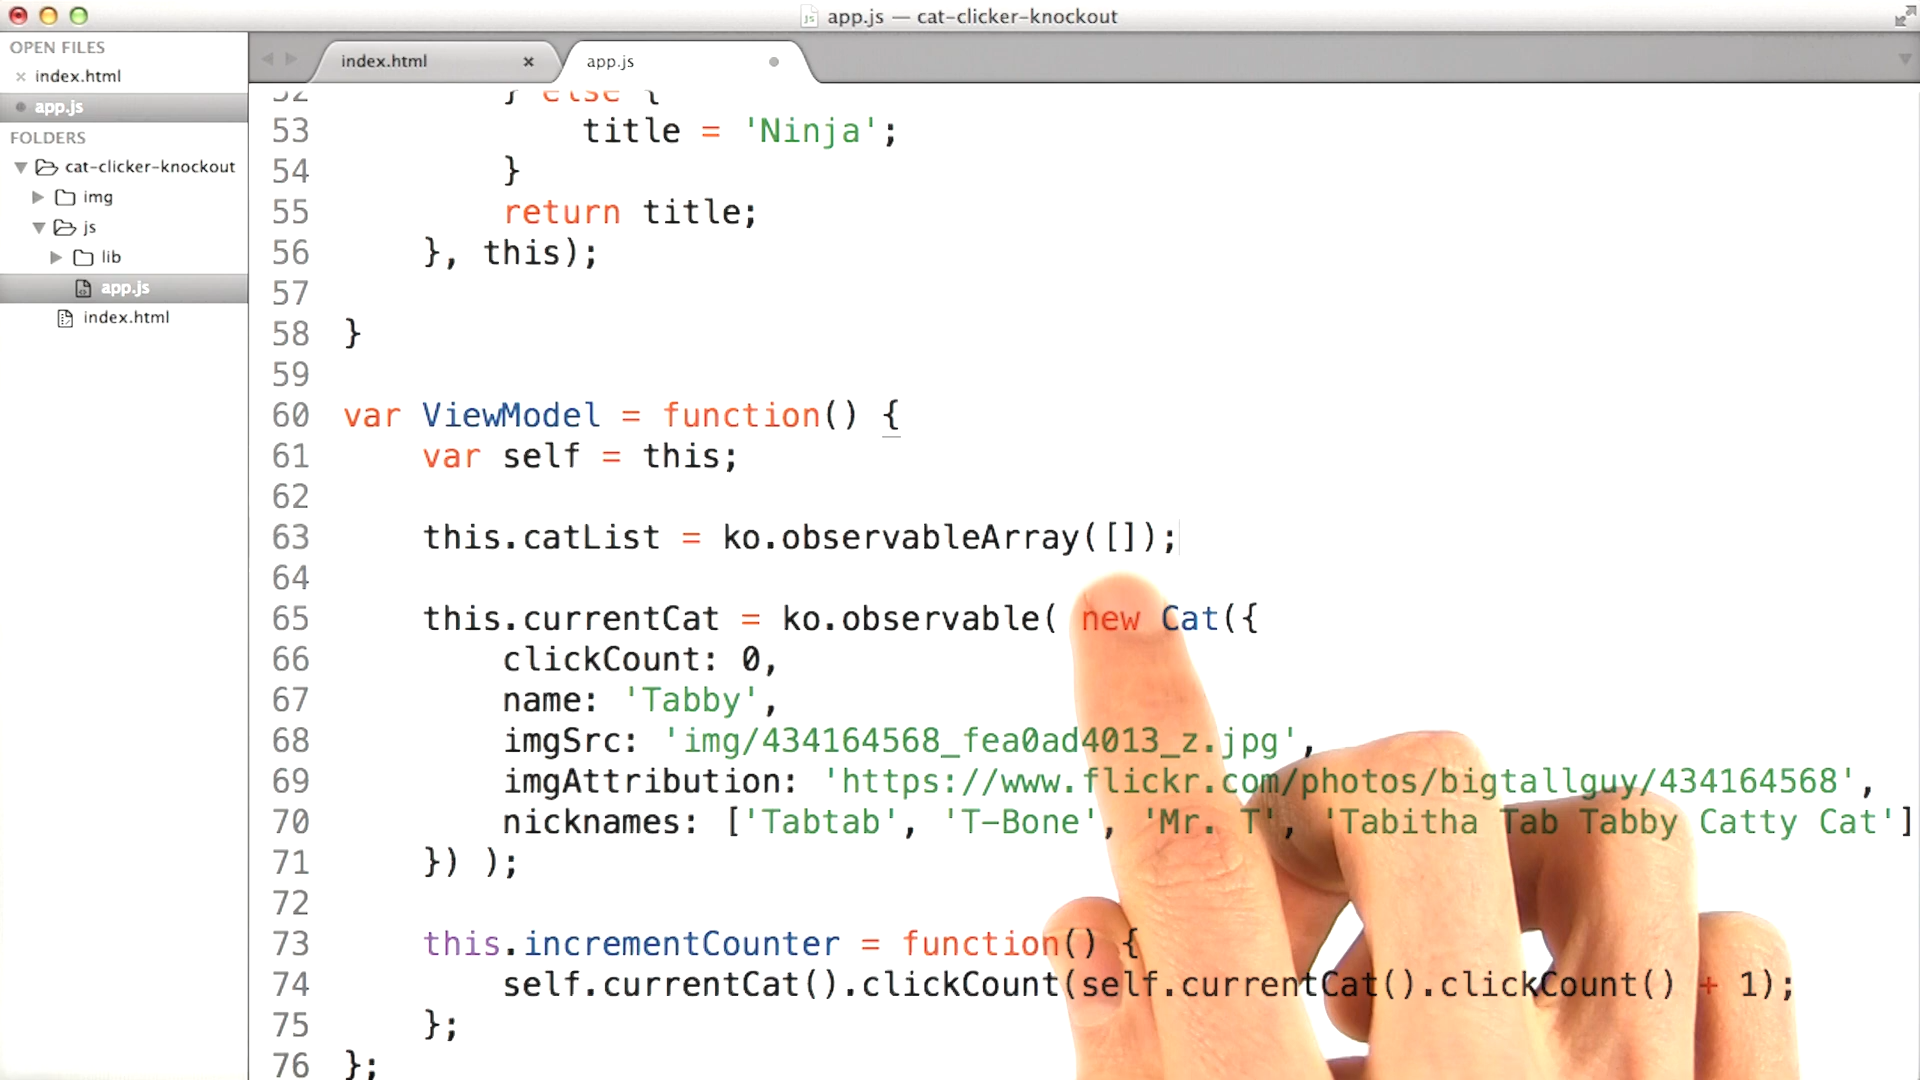 app.js — cat-clicker-knockout
OPEN FILES
index.html
app.js
FOLDERS
cat-clicker-knockout
img
js
lib
app.js
index.html
index.html
app.js
52 } else {
53 title = 'Ninja';
54 }
55 return title;
56 }, this);
57
58 }
59
60 var ViewModel = function() {
61 var self = this;
62
63 this.catList = ko.observableArray([]);
64
65 this.currentCat = ko.observable( new Cat({
66 clickCount: 0,
67 name: 'Tabby',
68 imgSrc: 'img/434164568_fea0ad4013_z.jpg',
69 imgAttribution: 'https://www.flickr.com/photos/bigtallguy/434164568',
70 nicknames: ['Tabtab', 'T-Bone', 'Mr. T', 'Tabitha Tab Tabby Catty Cat']
71 }) );
72
73 this.incrementCounter = function() {
74 self.currentCat().clickCount(self.currentCat().clickCount() + 1);
75 };
76 };